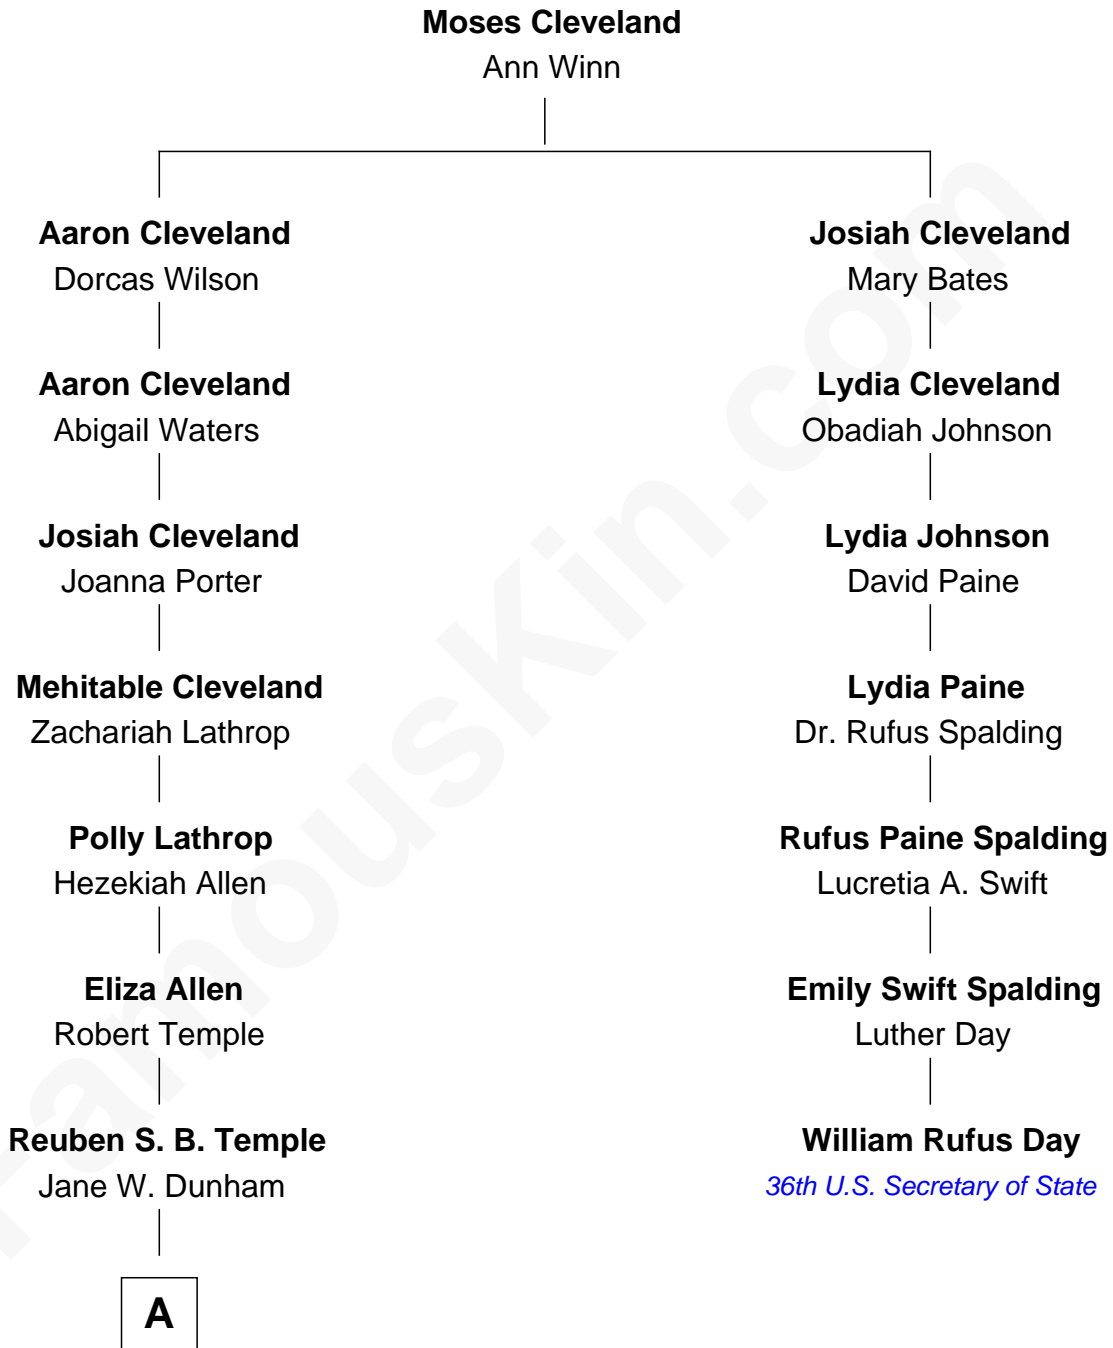 Moses Cleveland
Ann Winn
Aaron Cleveland
Dorcas Wilson
Josiah Cleveland
Mary Bates
Aaron Cleveland
Abigail Waters
Lydia Cleveland
Obadiah Johnson
Josiah Cleveland
Joanna Porter
Lydia Johnson
David Paine
Mehitable Cleveland
Zachariah Lathrop
Lydia Paine
Dr. Rufus Spalding
Polly Lathrop
Hezekiah Allen
Rufus Paine Spalding
Lucretia A. Swift
Eliza Allen
Robert Temple
Emily Swift Spalding
Luther Day
Reuben S. B. Temple
Jane W. Dunham
William Rufus Day
36th U.S. Secretary of State
A
FamousKin.com